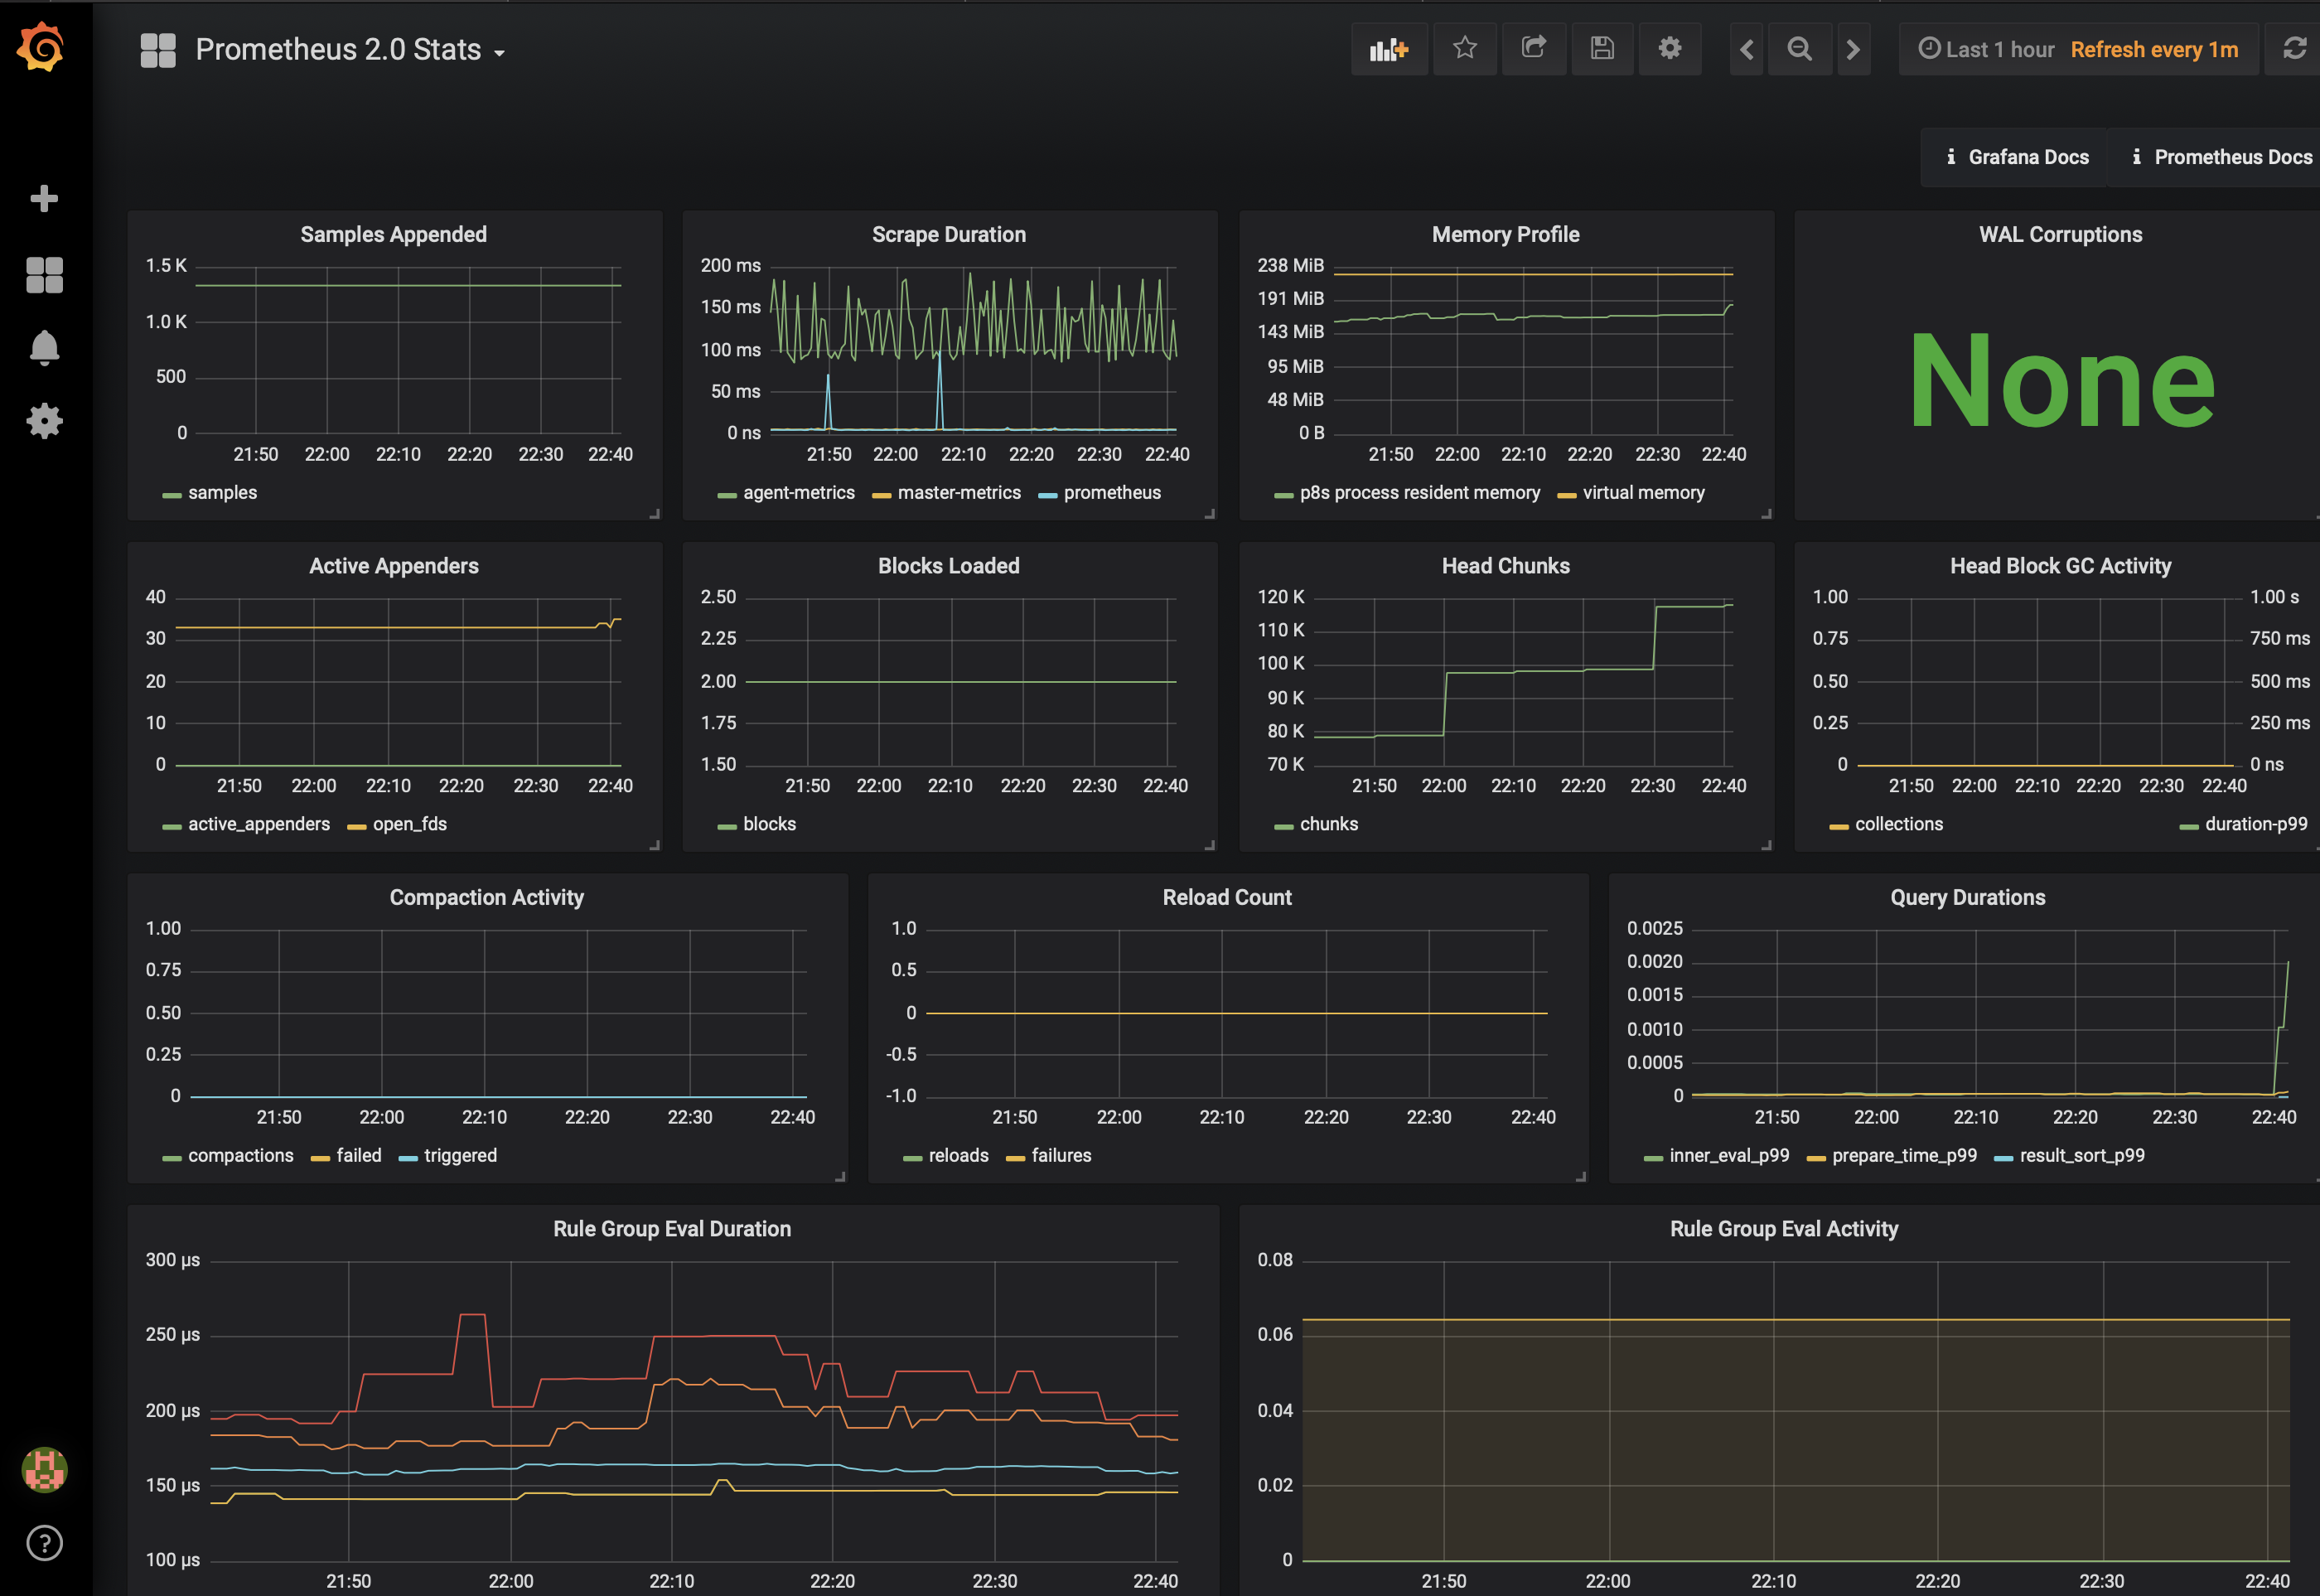 Prometheus 2.0 Stats
Last 1 hour Refresh every 1m
Grafana Docs
Prometheus Docs
Samples Appended
1.5 K
1.0 K
500
0
21:50 22:00 22:10 22:20 22:30 22:40
samples
Scrape Duration
200 ms
150 ms
100 ms
50 ms
0 ns
21:50 22:00 22:10 22:20 22:30 22:40
agent-metrics master-metrics prometheus
Memory Profile
238 MiB
191 MiB
143 MiB
95 MiB
48 MiB
0 B
21:50 22:00 22:10 22:20 22:30 22:40
p8s process resident memory virtual memory
WAL Corruptions
None
Active Appenders
40
30
20
10
0
21:50 22:00 22:10 22:20 22:30 22:40
active_appenders open_fds
Blocks Loaded
2.50
2.25
2.00
1.75
1.50
21:50 22:00 22:10 22:20 22:30 22:40
blocks
Head Chunks
120 K
110 K
100 K
90 K
80 K
70 K
21:50 22:00 22:10 22:20 22:30 22:40
chunks
Head Block GC Activity
1.00 1.00 s
0.75 750 ms
0.50 500 ms
0.25 250 ms
0 0 ns
21:50 22:00 22:10 22:20 22:30 22:40
collections duration-p99
Compaction Activity
1.00
0.75
0.50
0.25
0
21:50 22:00 22:10 22:20 22:30 22:40
compactions failed triggered
Reload Count
1.0
0.5
0
-0.5
-1.0
21:50 22:00 22:10 22:20 22:30 22:40
reloads failures
Query Durations
0.0025
0.0020
0.0015
0.0010
0.0005
0
21:50 22:00 22:10 22:20 22:30 22:40
inner_eval_p99 prepare_time_p99 result_sort_p99
Rule Group Eval Duration
300 µs
250 µs
200 µs
150 µs
100 µs
21:50 22:00 22:10 22:20 22:30 22:40
Rule Group Eval Activity
0.08
0.06
0.04
0.02
0
21:50 22:00 22:10 22:20 22:30 22:40